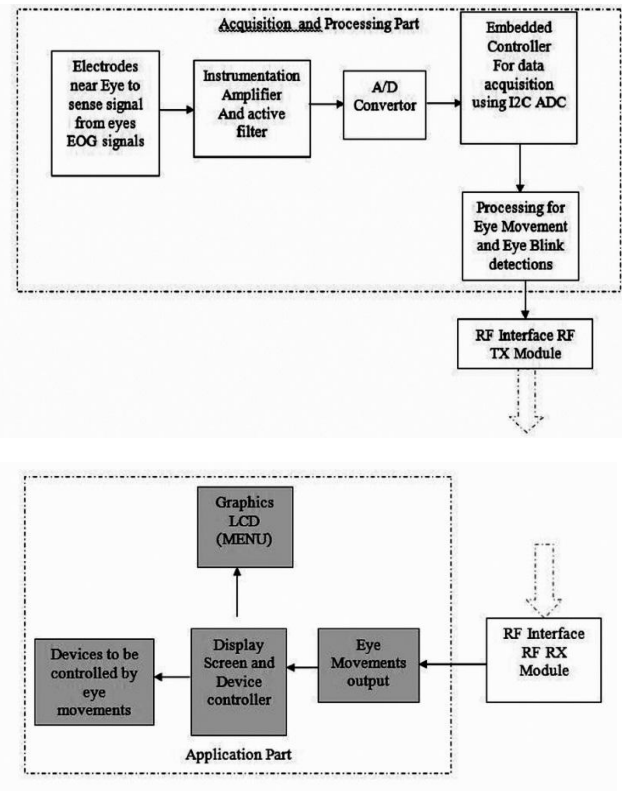 Acquisition and Processing Part
Electrodes
near Eye to
sense signal
from eyes
EOG signals
Instrumentation
Amplifier
And active
filter
A/D
Convertor
Embedded
Controller
For data
acquisition
using I2C ADC
Processing for
Eye Movement
and Eye Blink
detections
RF Interface RF
TX Module
Graphics
LCD
(MENU)
Devices to be
controlled by
eye
movements
Display
Screen and
Device
controller
Eye
Movements
output
RF Interface
RF RX
Module
Application Part